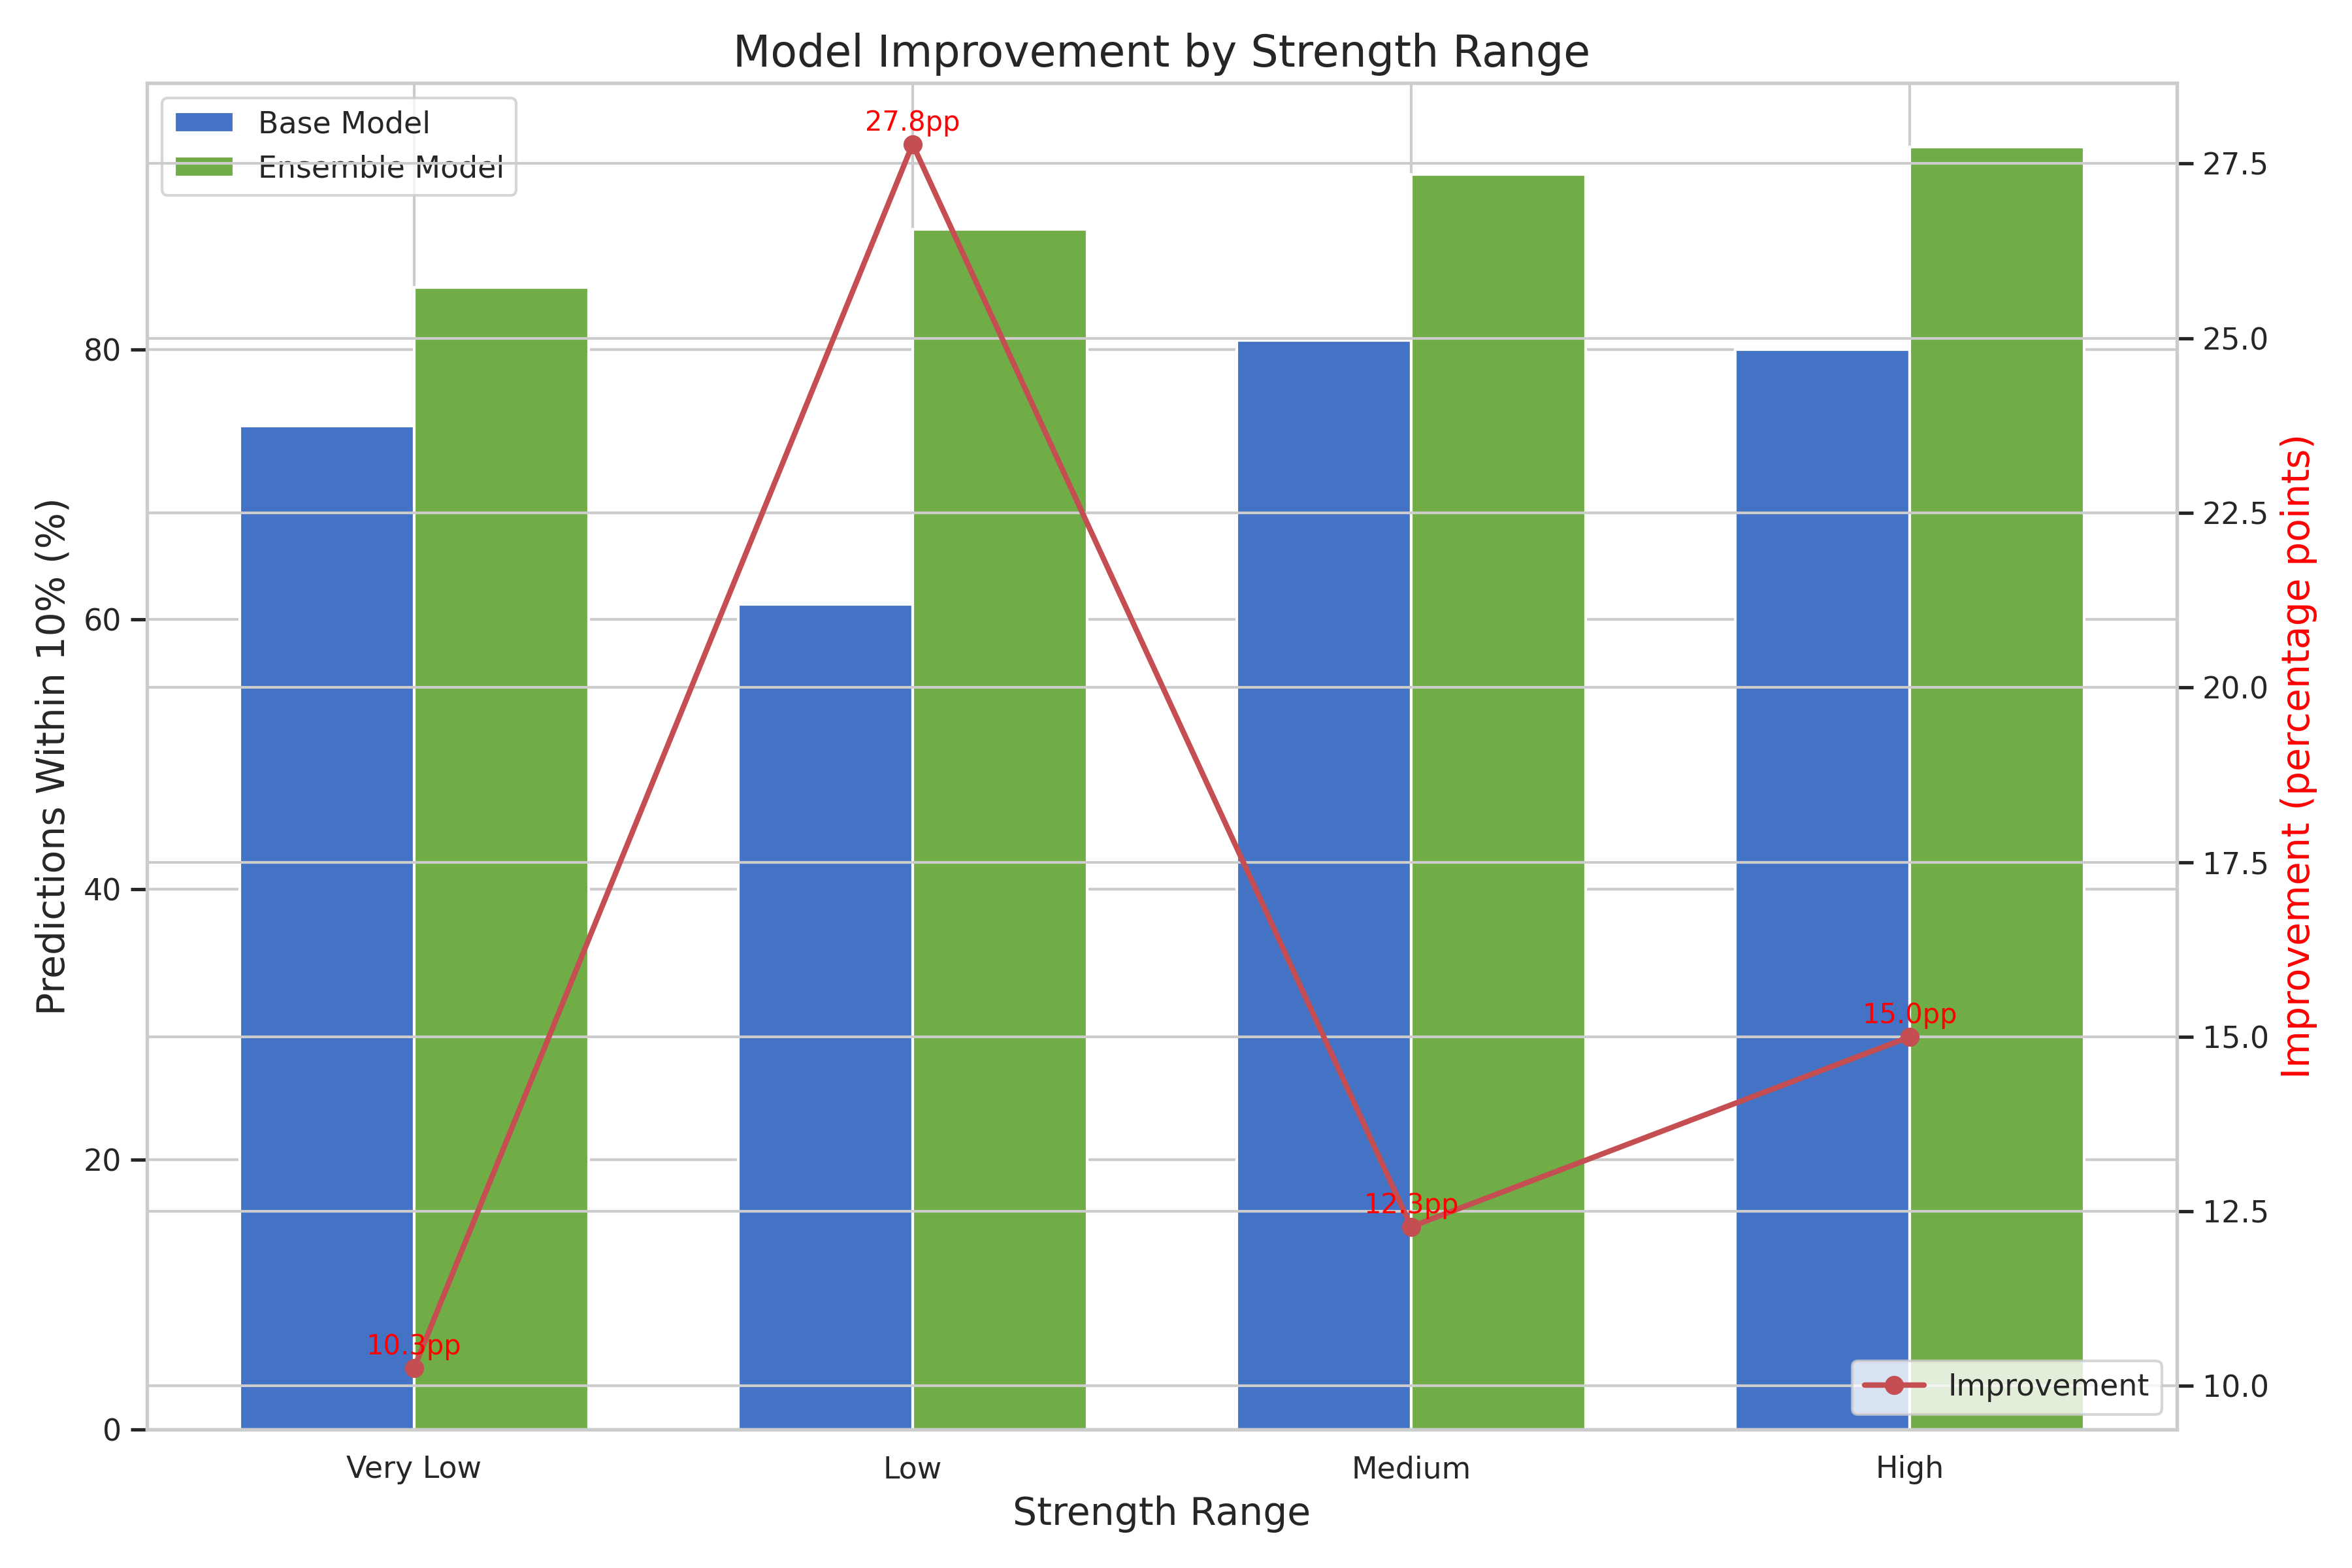 Model Improvement by Strength Range
Base Model
Ensemble Model
27.8pp
10.3pp
12.3pp
15.0pp
Improvement
Predictions Within 10% (%)
80
60
40
20
0
27.5
25.0
22.5
20.0
17.5
15.0
12.5
10.0
Improvement (percentage points)
Very Low
Low
Medium
High
Strength Range